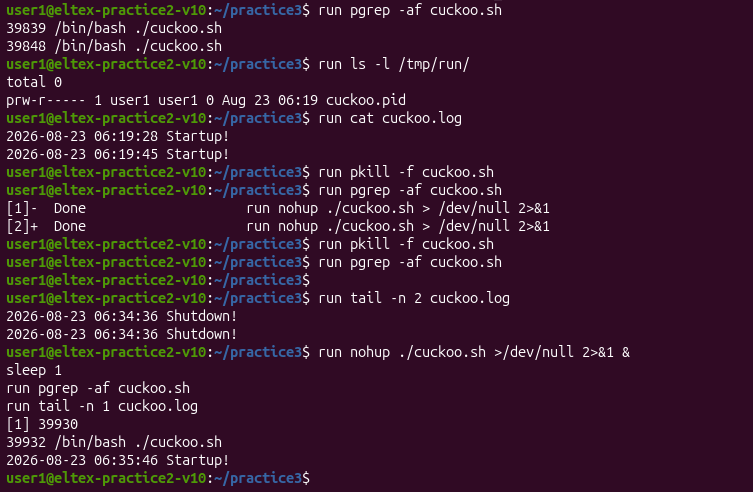 user1@eltex-practice2-v10:~/practice3$ run pgrep -af cuckoo.sh
39839 /bin/bash ./cuckoo.sh
39848 /bin/bash ./cuckoo.sh
user1@eltex-practice2-v10:~/practice3$ run ls -l /tmp/run/
total 0
prw-r----- 1 user1 user1 0 Aug 23 06:19 cuckoo.pid
user1@eltex-practice2-v10:~/practice3$ run cat cuckoo.log
2026-08-23 06:19:28 Startup!
2026-08-23 06:19:45 Startup!
user1@eltex-practice2-v10:~/practice3$ run pkill -f cuckoo.sh
user1@eltex-practice2-v10:~/practice3$ run pgrep -af cuckoo.sh
[1]-  Done                    run nohup ./cuckoo.sh > /dev/null 2>&1
[2]+  Done                    run nohup ./cuckoo.sh > /dev/null 2>&1
user1@eltex-practice2-v10:~/practice3$ run pkill -f cuckoo.sh
user1@eltex-practice2-v10:~/practice3$ run pgrep -af cuckoo.sh
user1@eltex-practice2-v10:~/practice3$
user1@eltex-practice2-v10:~/practice3$ run tail -n 2 cuckoo.log
2026-08-23 06:34:36 Shutdown!
2026-08-23 06:34:36 Shutdown!
user1@eltex-practice2-v10:~/practice3$ run nohup ./cuckoo.sh >/dev/null 2>&1 &
sleep 1
run pgrep -af cuckoo.sh
run tail -n 1 cuckoo.log
[1] 39930
39932 /bin/bash ./cuckoo.sh
2026-08-23 06:35:46 Startup!
user1@eltex-practice2-v10:~/practice3$